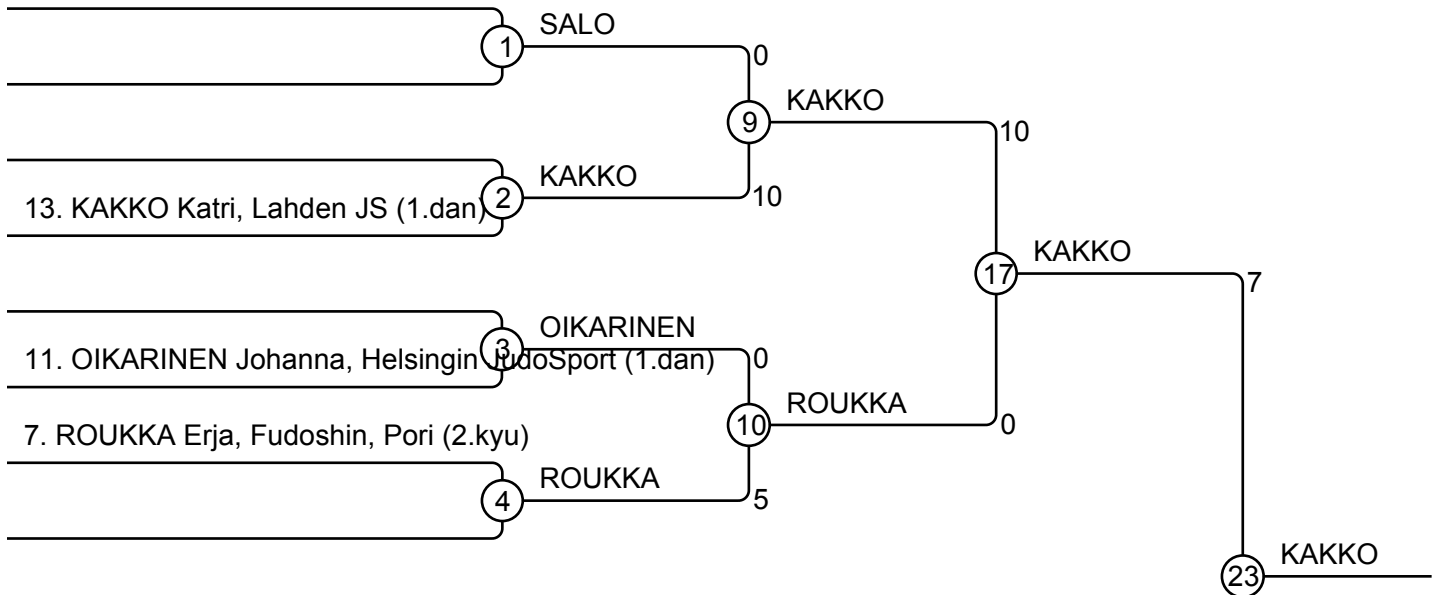 SALO
1
0
KAKKO
9
10
KAKKO
2
13. KAKKO Katri, Lahden JS (1.dan)
10
KAKKO
17
7
OIKARINEN
3
11. OIKARINEN Johanna, Helsingin JudoSport (1.dan)
0
ROUKKA
10
0
7. ROUKKA Erja, Fudoshin, Pori (2.kyu)
ROUKKA
4
5
KAKKO
23